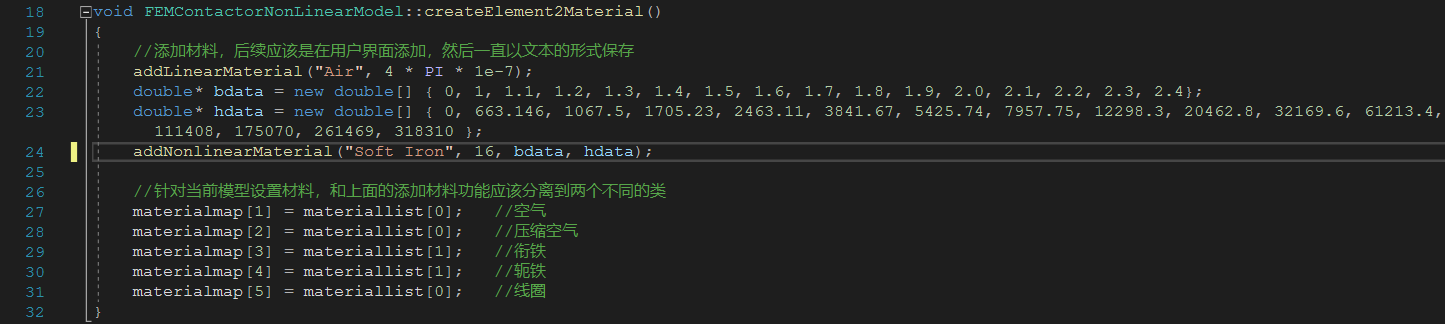 18 void FEMContactorNonLinearModel::createElement2Material()
19 {
20 //添加材料，后续应该是在用户界面添加，然后一直以文本的形式保存
21 addLinearMaterial("Air", 4 * PI * 1e-7);
22 double* bdata = new double[] { 0, 1, 1.1, 1.2, 1.3, 1.4, 1.5, 1.6, 1.7, 1.8, 1.9, 2.0, 2.1, 2.2, 2.3, 2.4};
23 double* hdata = new double[] { 0, 663.146, 1067.5, 1705.23, 2463.11, 3841.67, 5425.74, 7957.75, 12298.3, 20462.8, 32169.6, 61213.4,
111408, 175070, 261469, 318310 };
24 addNonlinearMaterial("Soft Iron", 16, bdata, hdata);
25
26 //针对当前模型设置材料，和上面的添加材料功能应该分离到两个不同的类
27 materialmap[1] = materiallist[0]; //空气
28 materialmap[2] = materiallist[0]; //压缩空气
29 materialmap[3] = materiallist[1]; //衔铁
30 materialmap[4] = materiallist[1]; //轭铁
31 materialmap[5] = materiallist[0]; //线圈
32 }